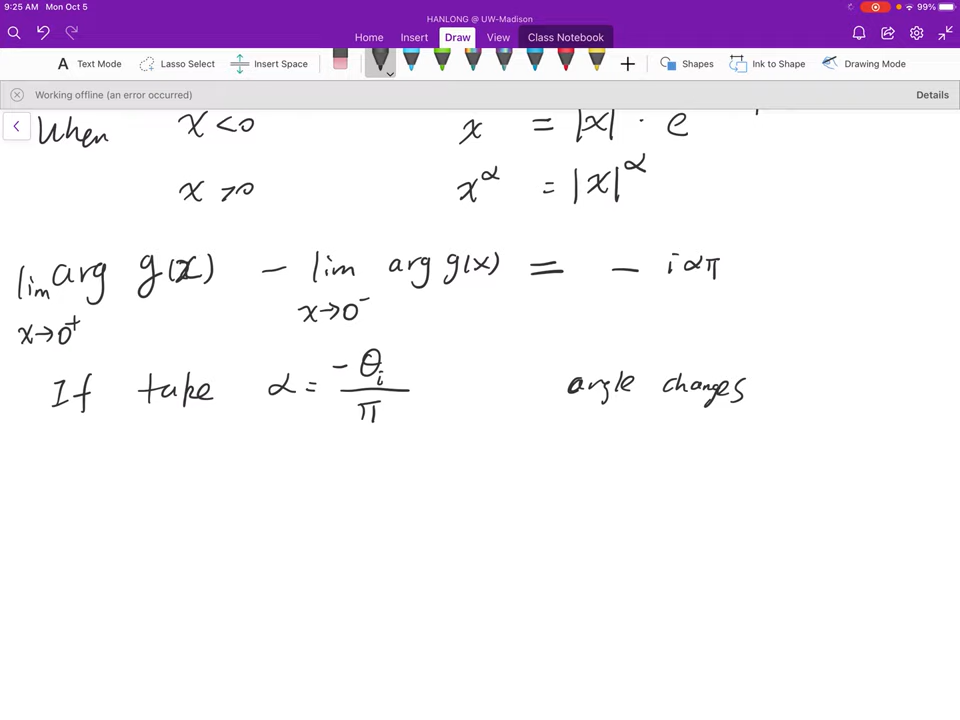 9:25 AM Mon Oct 5
99%
HANLONG @ UW-Madison
Home Insert Draw View Class Notebook
Text Mode Lasso Select Insert Space Shapes Ink to Shape Drawing Mode
Working offline (an error occurred) Details
When x<0 x = |x| · e
x>0 x^α = |x|^α
lim arg g(x) - lim arg g(x) = - iαπ
x→0⁺ x→0⁻
If take α = -θᵢ/π angle changes